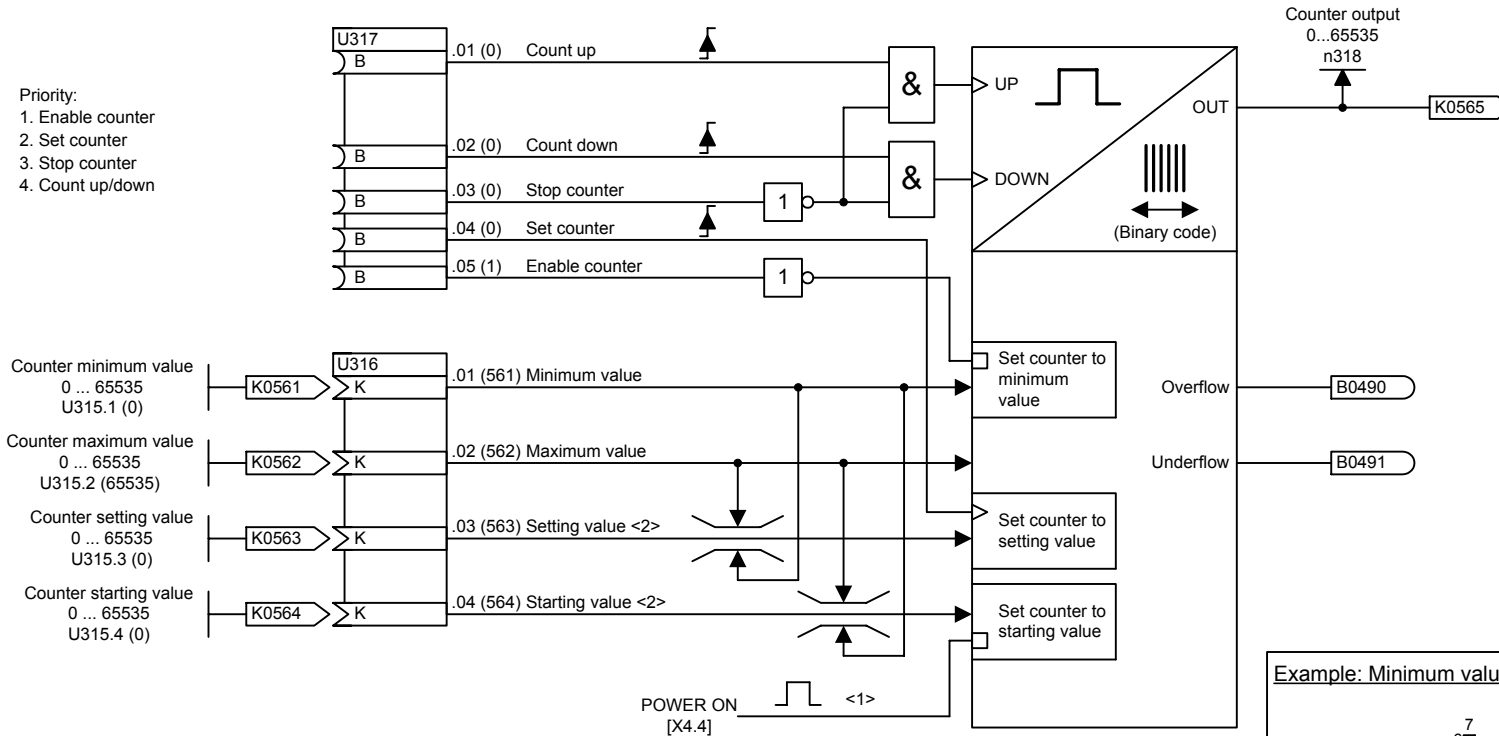 Counter output
0...65535
n318
Priority:
1. Enable counter
2. Set counter
3. Stop counter
4. Count up/down
U317
B
.01 (0) Count up
&
UP
OUT
K0565
B
.02 (0) Count down
&
DOWN
B
.03 (0) Stop counter
1
(Binary code)
B
.04 (0) Set counter
B
.05 (1) Enable counter
1
Counter minimum value
0 ... 65535
U315.1 (0)
K0561
U316
K
.01 (561) Minimum value
Set counter to
minimum
value
Overflow
B0490
Counter maximum value
0 ... 65535
U315.2 (65535)
K0562
K
.02 (562) Maximum value
Underflow
B0491
Counter setting value
0 ... 65535
U315.3 (0)
K0563
K
.03 (563) Setting value <2>
Set counter to
setting value
Counter starting value
0 ... 65535
U315.4 (0)
K0564
K
.04 (564) Starting value <2>
Set counter to
starting value
POWER ON
[X4.4]
<1>
Example: Minimum valu
7